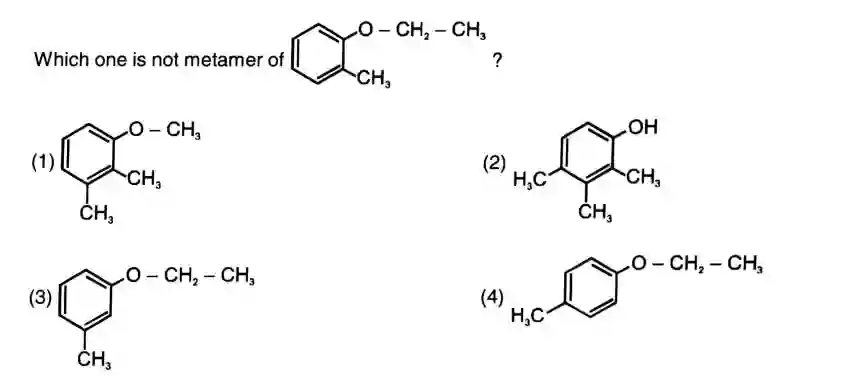 O – CH₂ – CH₃
Which one is not metamer of ?
CH₃
(1) O – CH₃
CH₃
CH₃
(2) OH
H₃C CH₃
CH₃
(3) O – CH₂ – CH₃
CH₃
(4) O – CH₂ – CH₃
H₃C